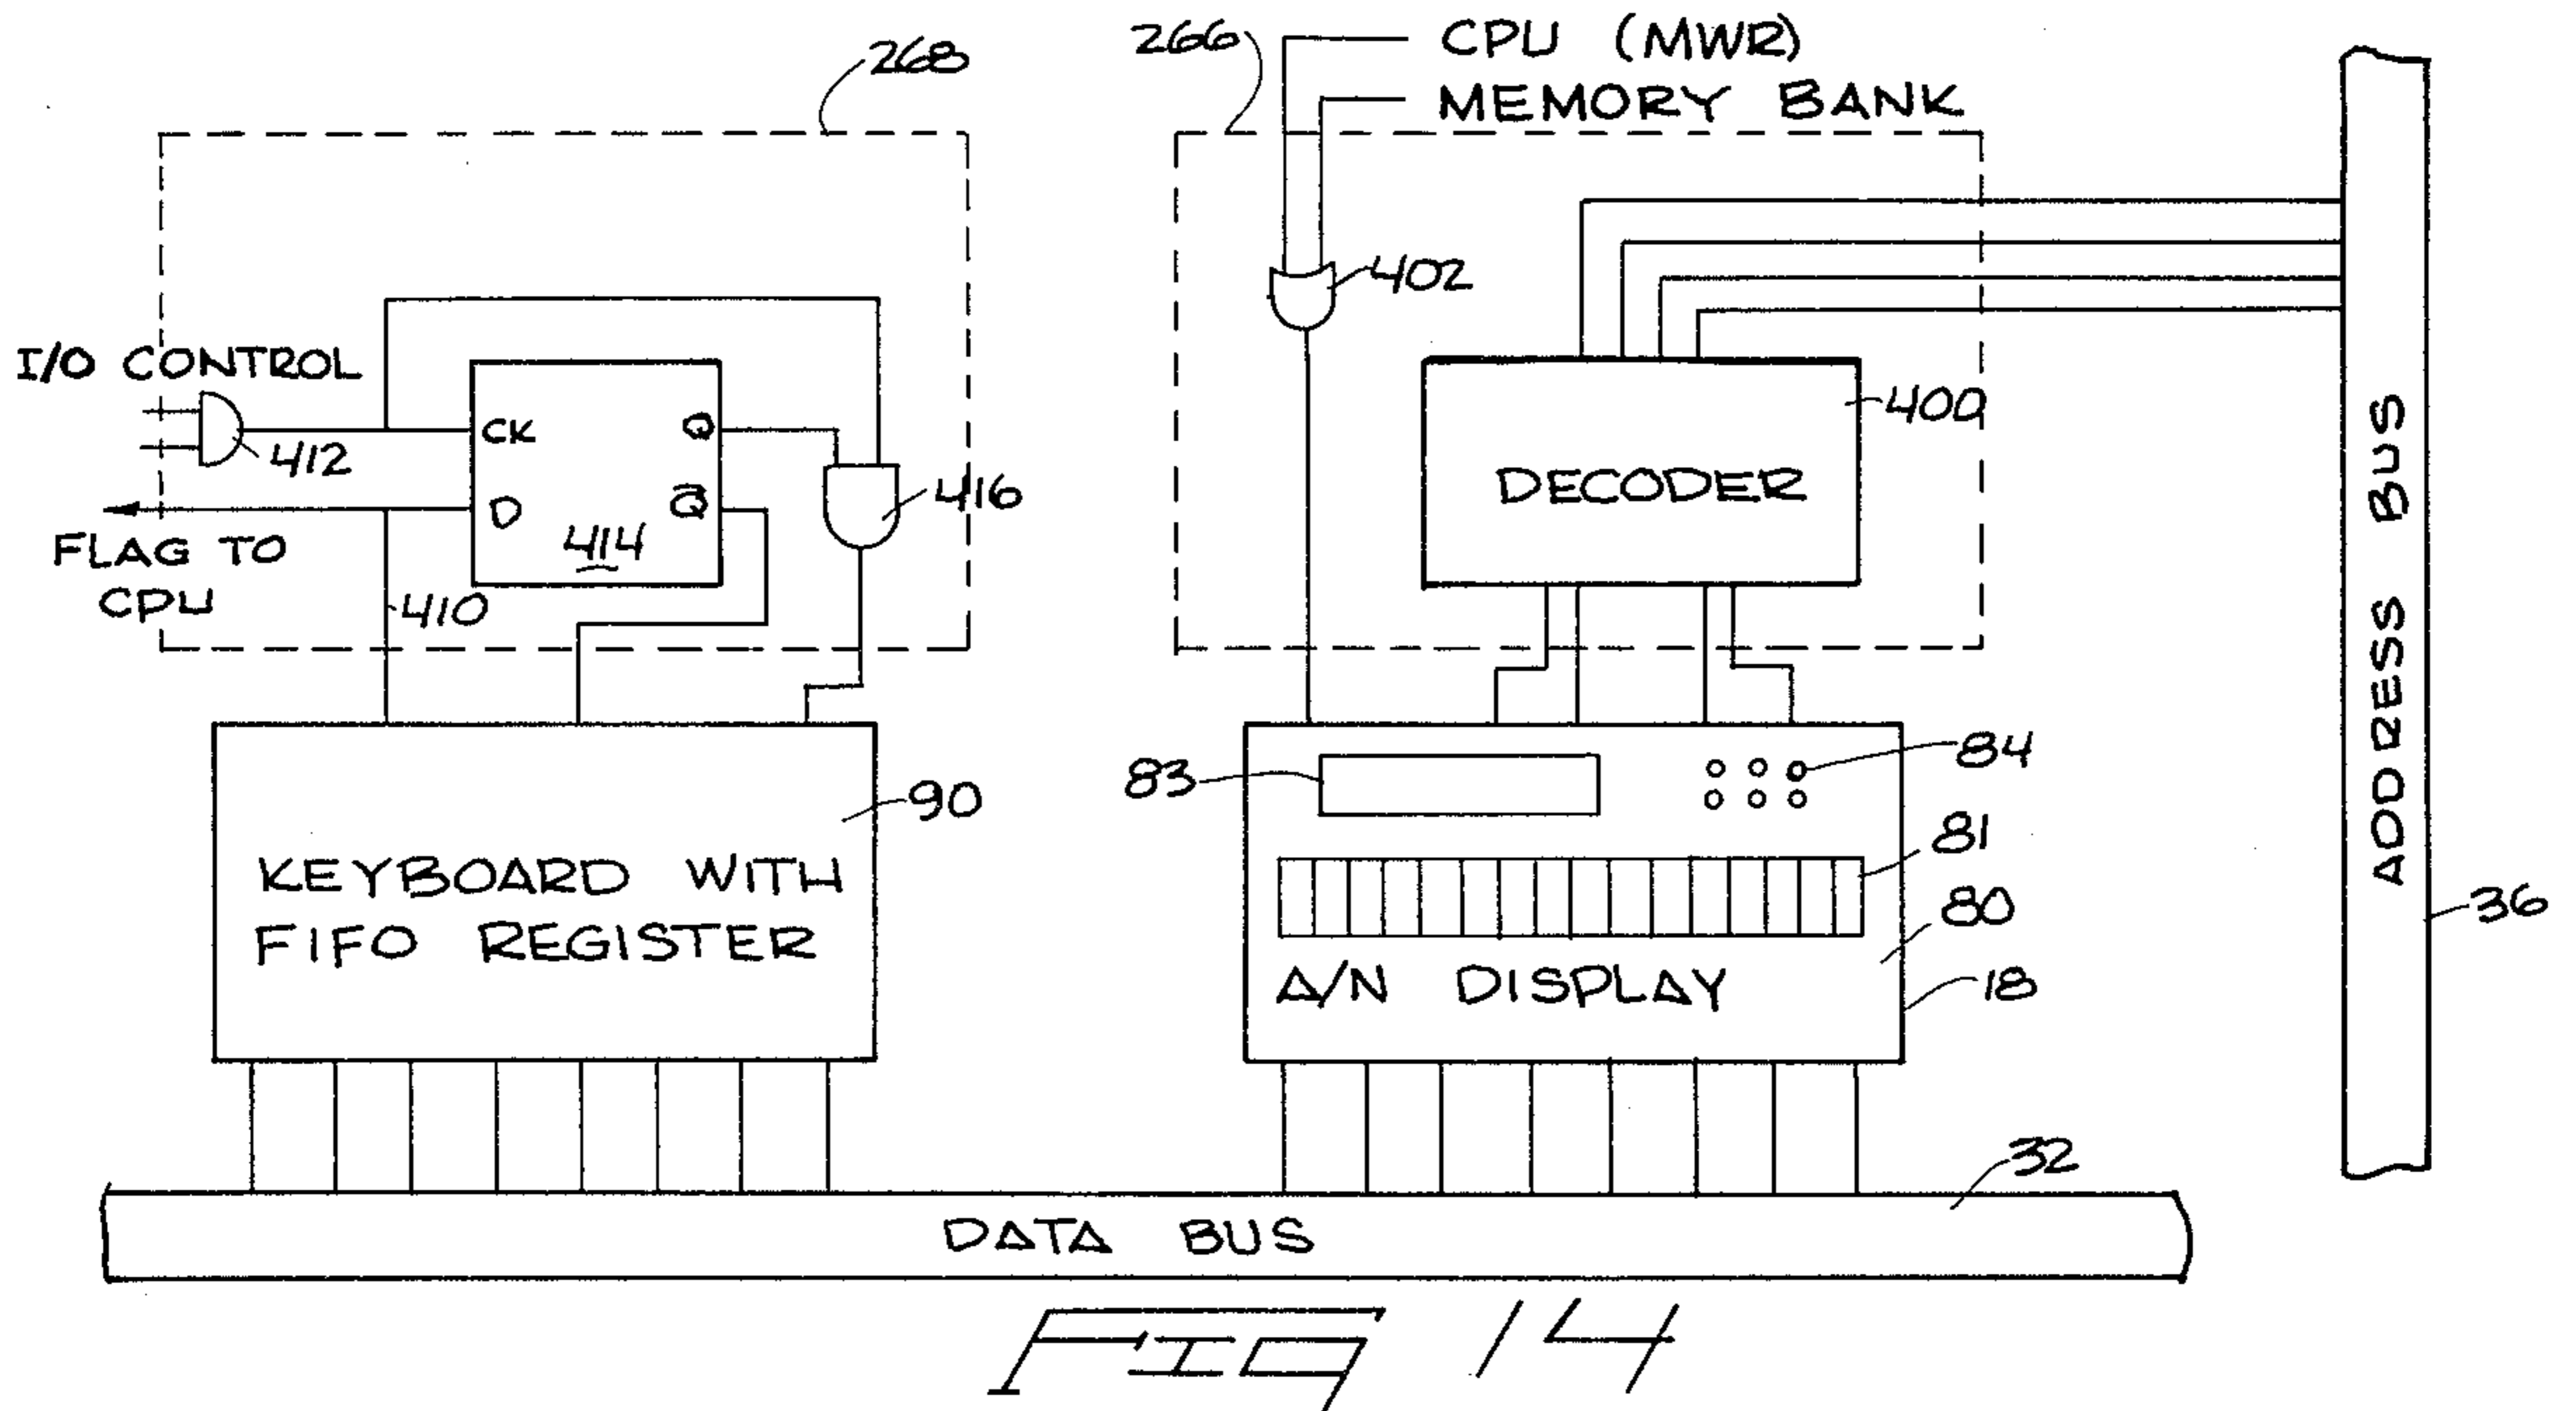 268
266
CPU (MWR)
MEMORY BANK
402
I/O CONTROL
412
CK
Q
D
Q̅
414
416
FLAG TO
CPU
410
400
DECODER
ADDRESS BUS
36
90
KEYBOARD WITH
FIFO REGISTER
83
84
81
80
18
A/N DISPLAY
32
DATA BUS
FIG 14